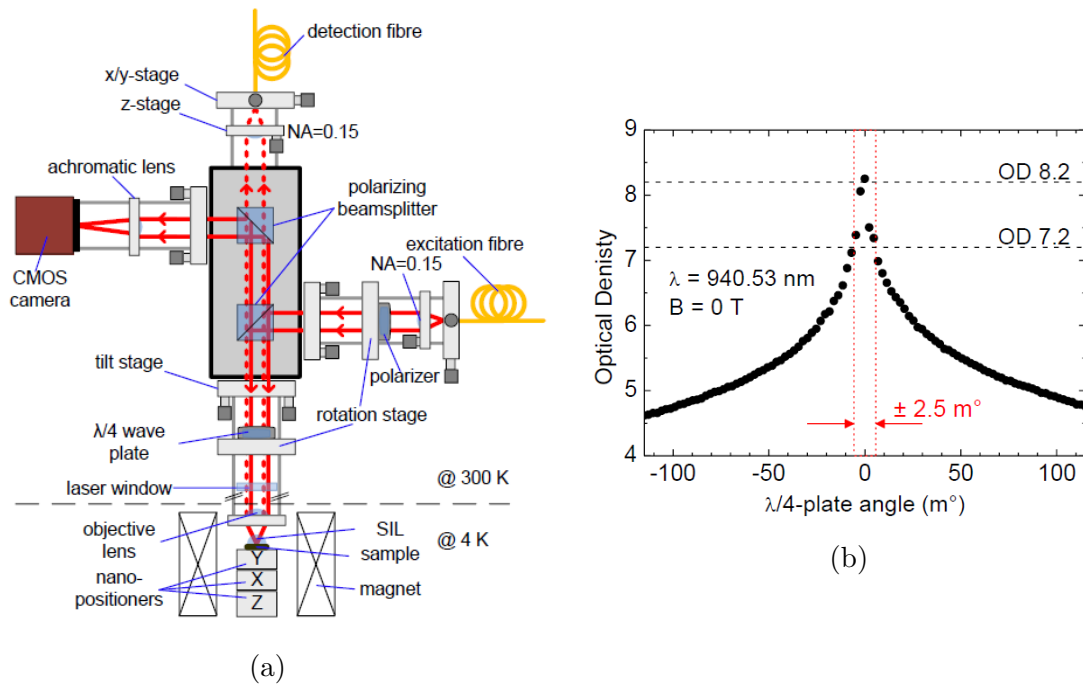 detection fibre
x/y-stage
z-stage
NA=0.15
achromatic lens
polarizing
beamsplitter
excitation fibre
NA=0.15
CMOS
camera
polarizer
tilt stage
rotation stage
λ/4 wave
plate
laser window
@ 300 K
objective
lens
SIL
@ 4 K
sample
nano-
positioners
Y
X
Z
magnet
(a)
9
8
7
6
5
4
Optical Denisty
OD 8.2
OD 7.2
λ = 940.53 nm
B = 0 T
± 2.5 m°
-100
-50
0
50
100
λ/4-plate angle (m°)
(b)